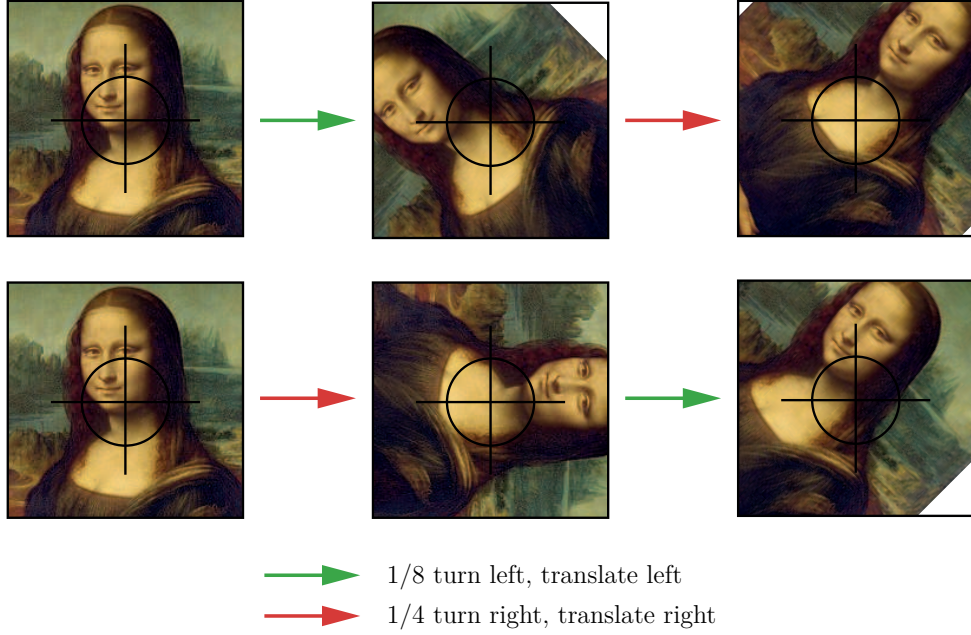 1/8 turn left, translate left
1/4 turn right, translate right